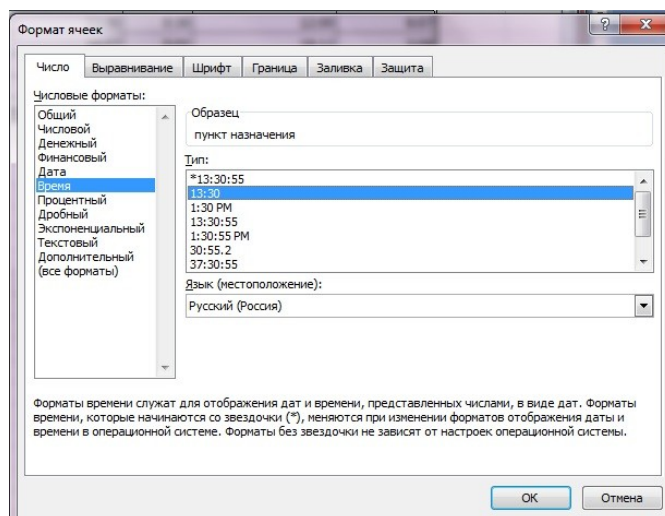 Формат ячеек
Число Выравнивание Шрифт Граница Заливка Защита
Числовые форматы:
Общий
Числовой
Денежный
Финансовый
Дата
Время
Процентный
Дробный
Экспоненциальный
Текстовый
Дополнительный
(все форматы)
Образец
пункт назначения
Тип:
*13:30:55
13:30
1:30 PM
13:30:55
1:30:55 PM
30:55.2
37:30:55
Язык (местоположение):
Русский (Россия)
Форматы времени служат для отображения дат и времени, представленных числами, в виде дат. Форматы
времени, которые начинаются со звездочки (*), меняются при изменении форматов отображения даты и
времени в операционной системе. Форматы без звездочки не зависят от настроек операционной системы.
ОК Отмена